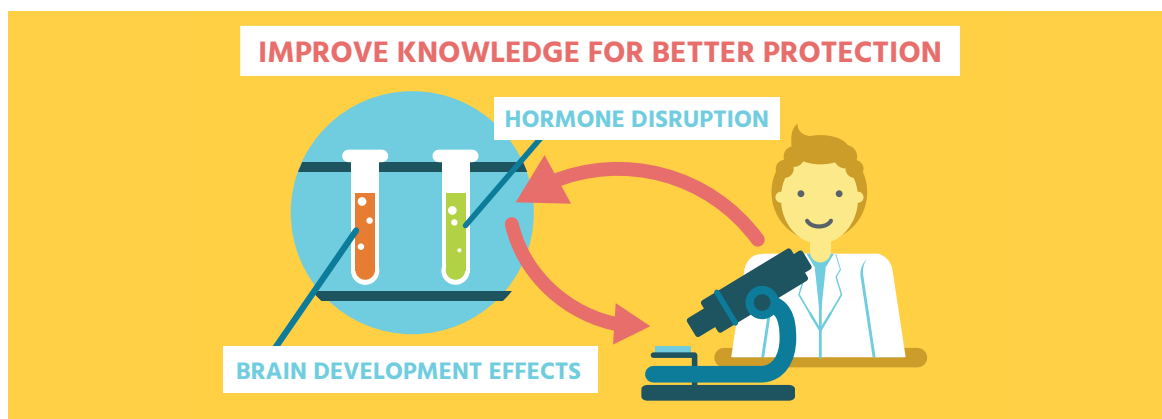 IMPROVE KNOWLEDGE FOR BETTER PROTECTION
HORMONE DISRUPTION
BRAIN DEVELOPMENT EFFECTS